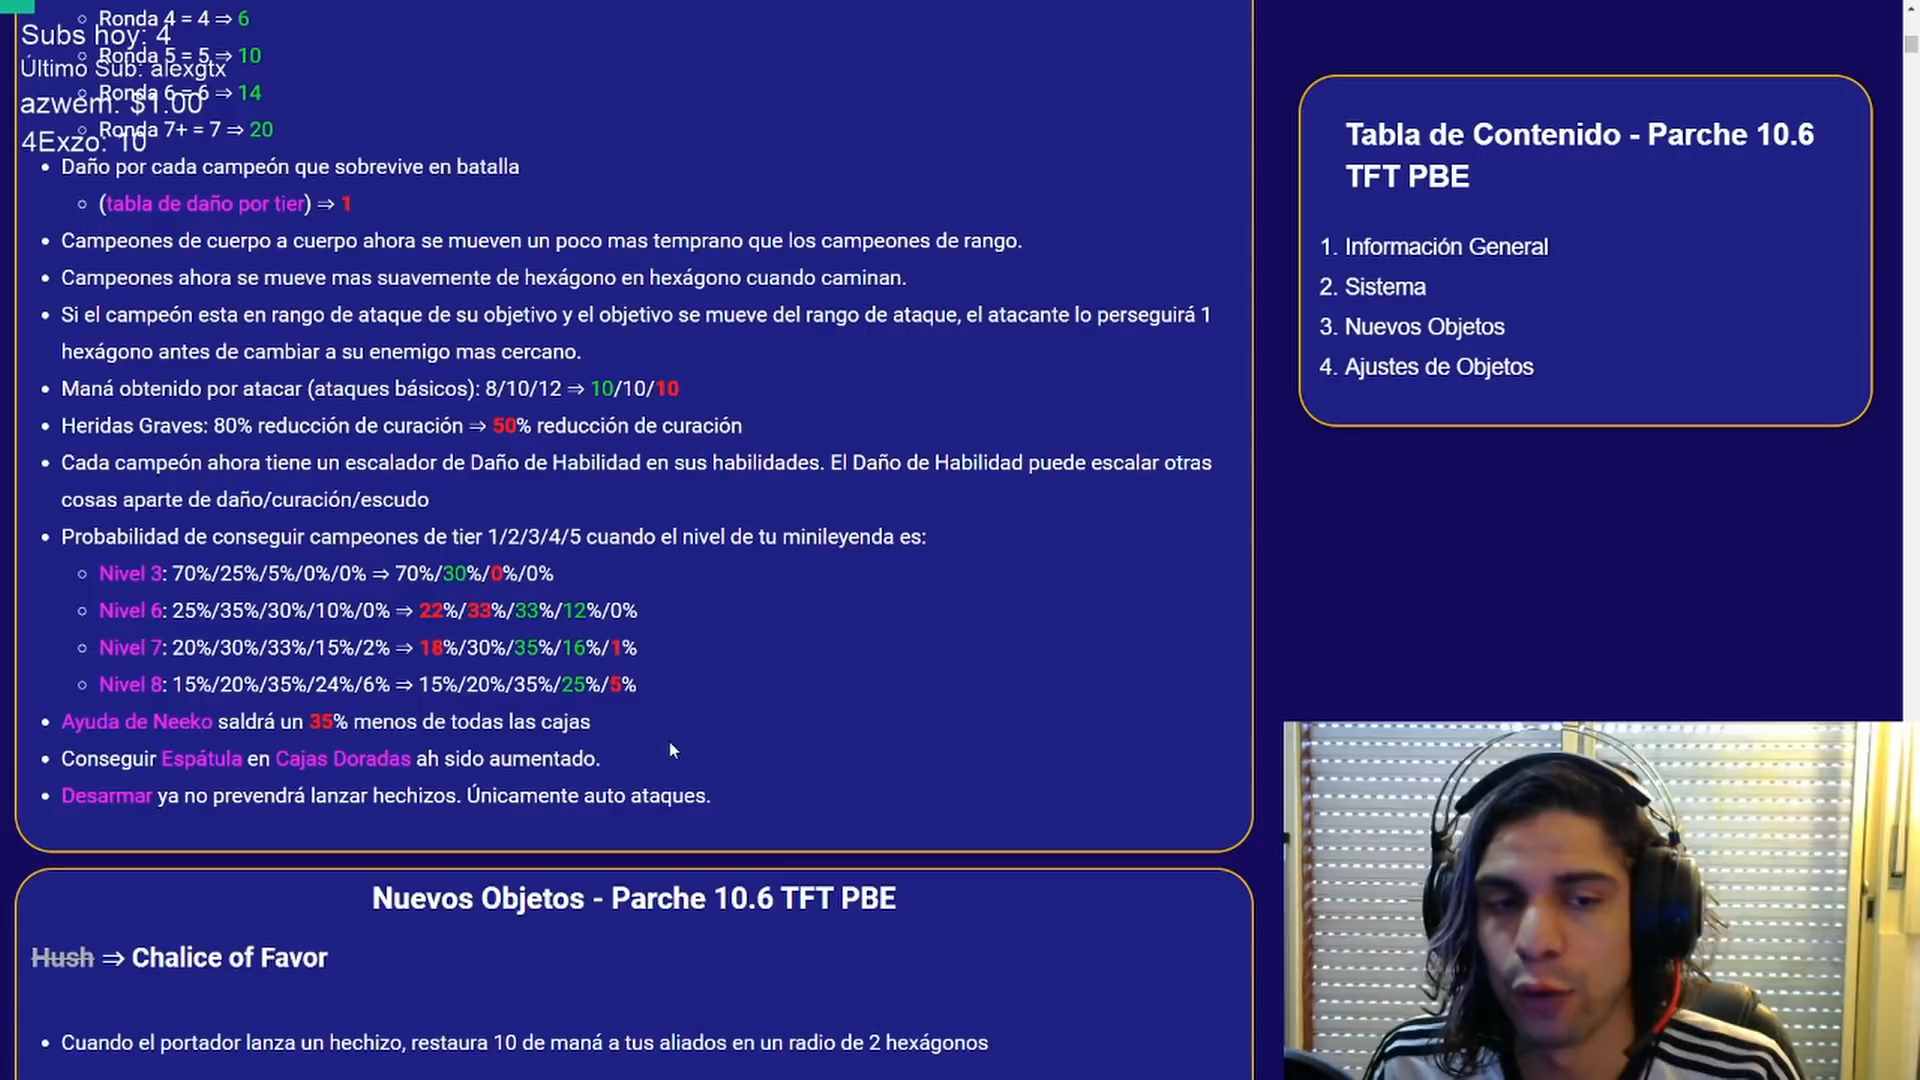 Ronda 4 = 4 ⇒ 6
Subs hoy: 4
Ronda 5 = 5 ⇒ 10
Último Sub: alexgtx
Ronda 6 = 6 ⇒ 14
azwem: $1.00
Ronda 7+ = 7 ⇒ 20
4Exzo: 10
• Daño por cada campeón que sobrevive en batalla
(tabla de daño por tier) ⇒ 1
• Campeones de cuerpo a cuerpo ahora se mueven un poco mas temprano que los campeones de rango.
• Campeones ahora se mueve mas suavemente de hexágono en hexágono cuando caminan.
• Si el campeón esta en rango de ataque de su objetivo y el objetivo se mueve del rango de ataque, el atacante lo perseguirá 1
hexágono antes de cambiar a su enemigo mas cercano.
• Maná obtenido por atacar (ataques básicos): 8/10/12 ⇒ 10/10/10
• Heridas Graves: 80% reducción de curación ⇒ 50% reducción de curación
• Cada campeón ahora tiene un escalador de Daño de Habilidad en sus habilidades. El Daño de Habilidad puede escalar otras
cosas aparte de daño/curación/escudo
• Probabilidad de conseguir campeones de tier 1/2/3/4/5 cuando el nivel de tu minileyenda es:
Nivel 3: 70%/25%/5%/0%/0% ⇒ 70%/30%/0%/0%
Nivel 6: 25%/35%/30%/10%/0% ⇒ 22%/33%/33%/12%/0%
Nivel 7: 20%/30%/33%/15%/2% ⇒ 18%/30%/35%/16%/1%
Nivel 8: 15%/20%/35%/24%/6% ⇒ 15%/20%/35%/25%/5%
• Ayuda de Neeko saldrá un 35% menos de todas las cajas
• Conseguir Espátula en Cajas Doradas ah sido aumentado.
• Desarmar ya no prevendrá lanzar hechizos. Únicamente auto ataques.
Nuevos Objetos - Parche 10.6 TFT PBE
Hush ⇒ Chalice of Favor
• Cuando el portador lanza un hechizo, restaura 10 de maná a tus aliados en un radio de 2 hexágonos
Tabla de Contenido - Parche 10.6
TFT PBE
1. Información General
2. Sistema
3. Nuevos Objetos
4. Ajustes de Objetos